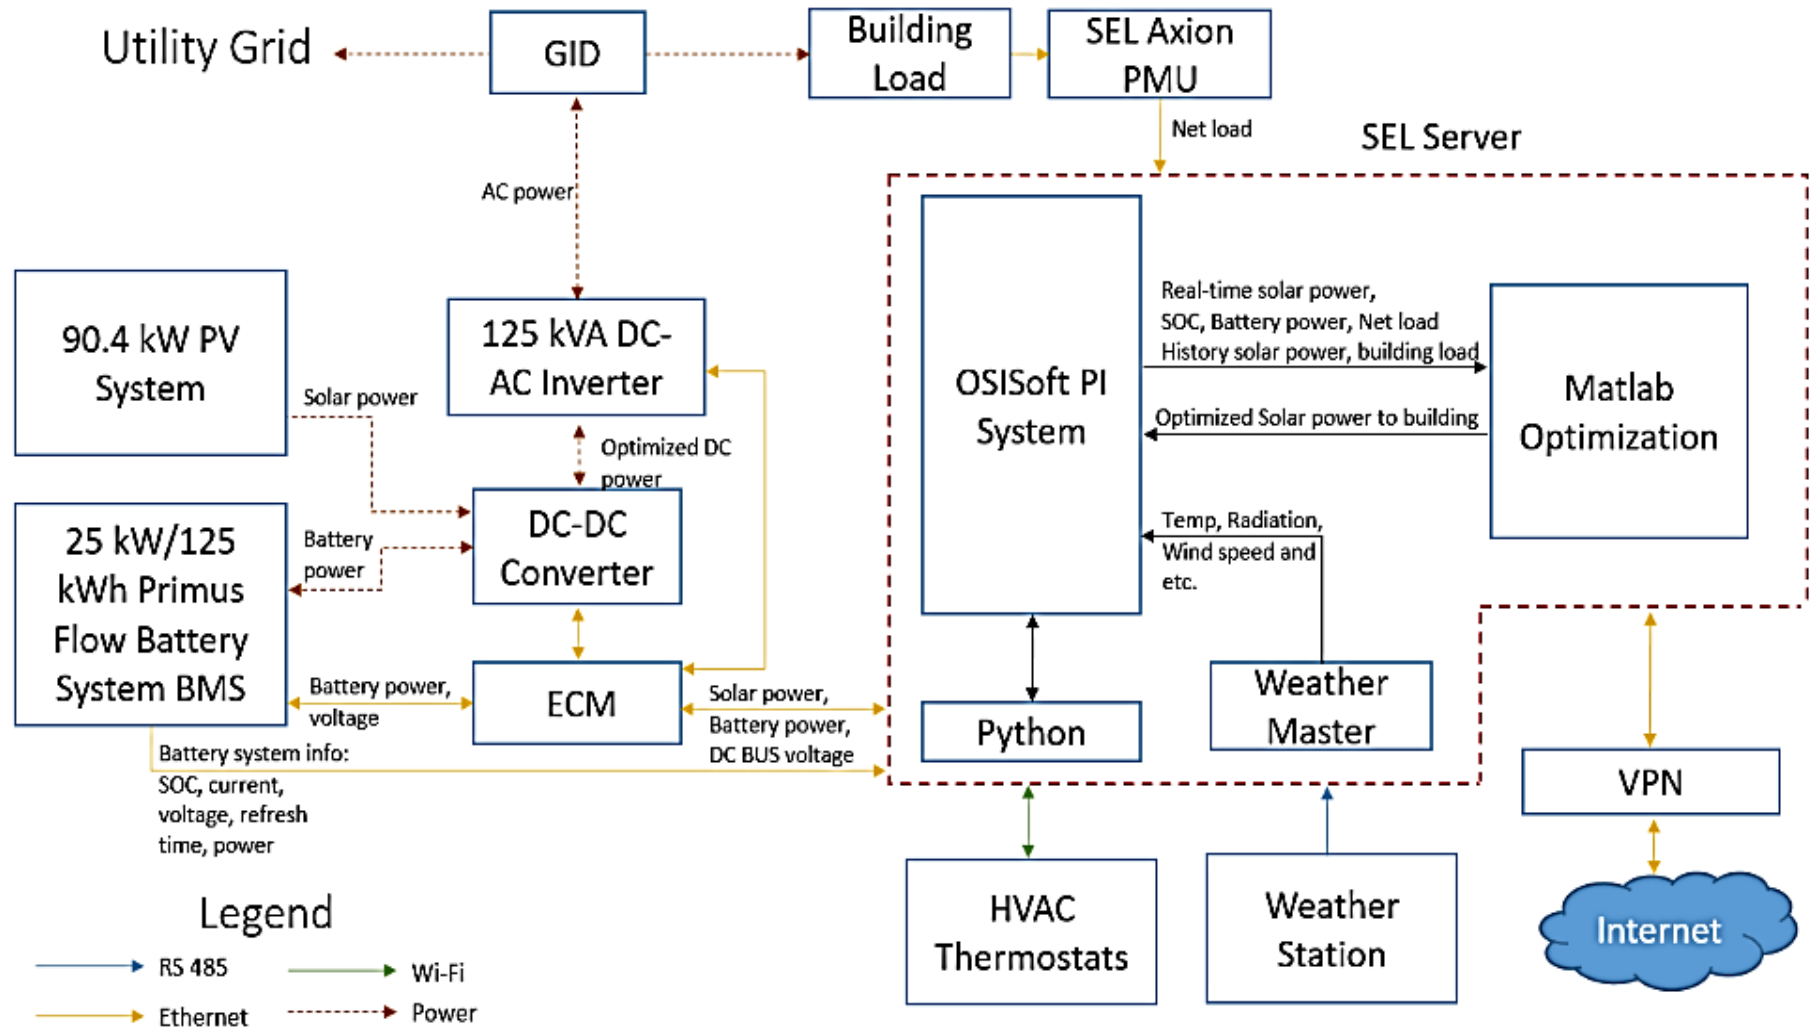 Utility Grid
GID
Building
Load
SEL Axion
PMU
Net load
SEL Server
AC power
90.4 kW PV
System
Solar power
125 kVA DC-
AC Inverter
Optimized DC
power
25 kW/125
kWh Primus
Flow Battery
System BMS
Battery
power
DC-DC
Converter
Battery power,
voltage
ECM
Solar power,
Battery power,
DC BUS voltage
Battery system info:
SOC, current,
voltage, refresh
time, power
OSISoft PI
System
Real-time solar power,
SOC, Battery power, Net load
History solar power, building load
Optimized Solar power to building
Matlab
Optimization
Temp, Radiation,
Wind speed and
etc.
Python
Weather
Master
VPN
HVAC
Thermostats
Weather
Station
Internet
Legend
RS 485
Wi-Fi
Ethernet
Power